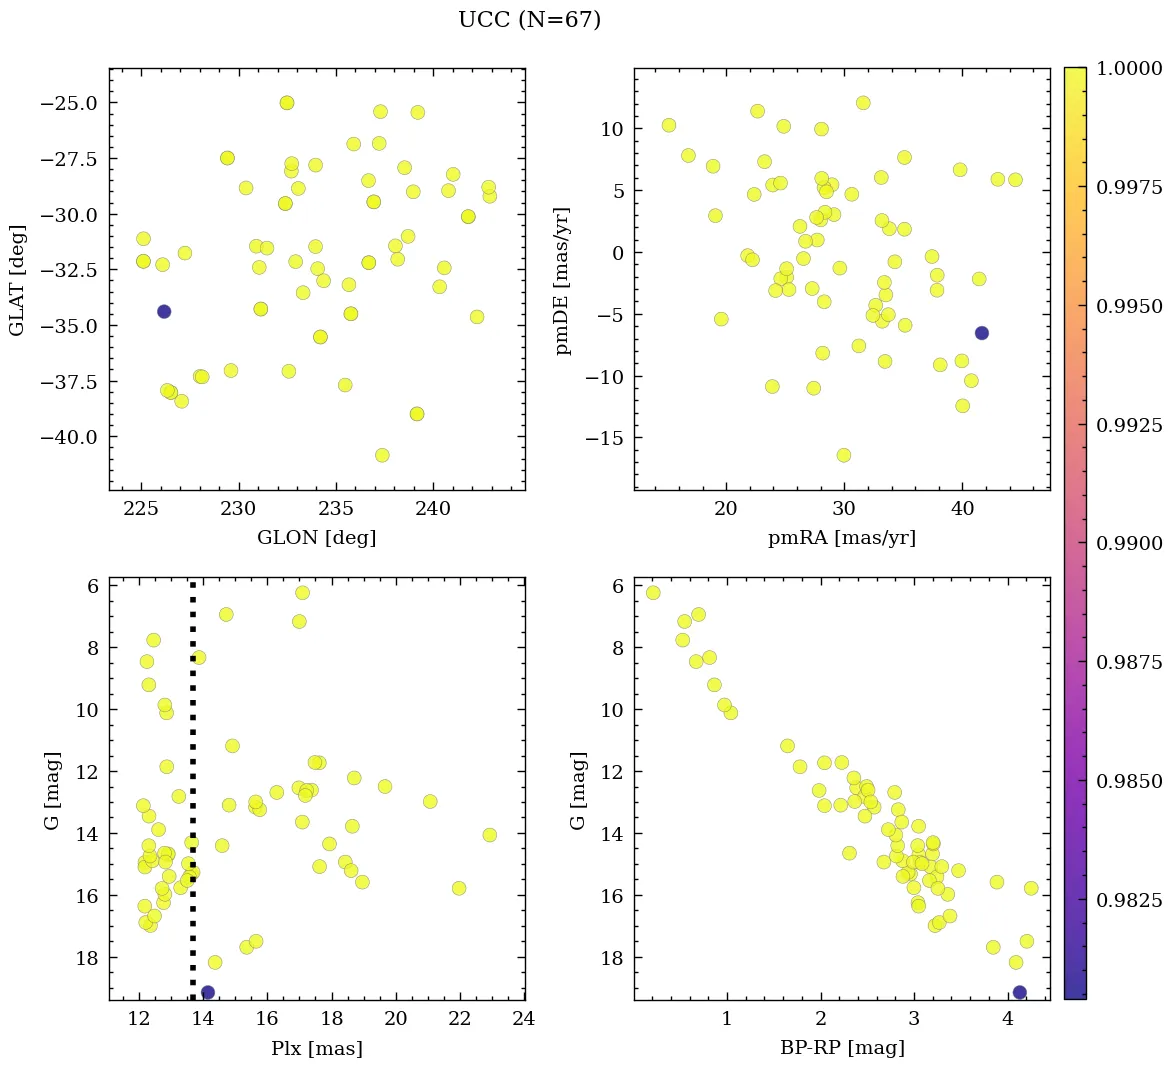 UCC (N=67)
−25.0
−27.5
−30.0
−32.5
−35.0
−37.5
−40.0
GLAT [deg]
225 230 235 240
GLON [deg]
10
5
0
−5
−10
−15
pmDE [mas/yr]
20 30 40
pmRA [mas/yr]
1.0000
0.9975
0.9950
0.9925
0.9900
0.9875
0.9850
0.9825
6
8
10
12
14
16
18
G [mag]
12 14 16 18 20 22 24
Plx [mas]
6
8
10
12
14
16
18
G [mag]
1 2 3 4
BP-RP [mag]